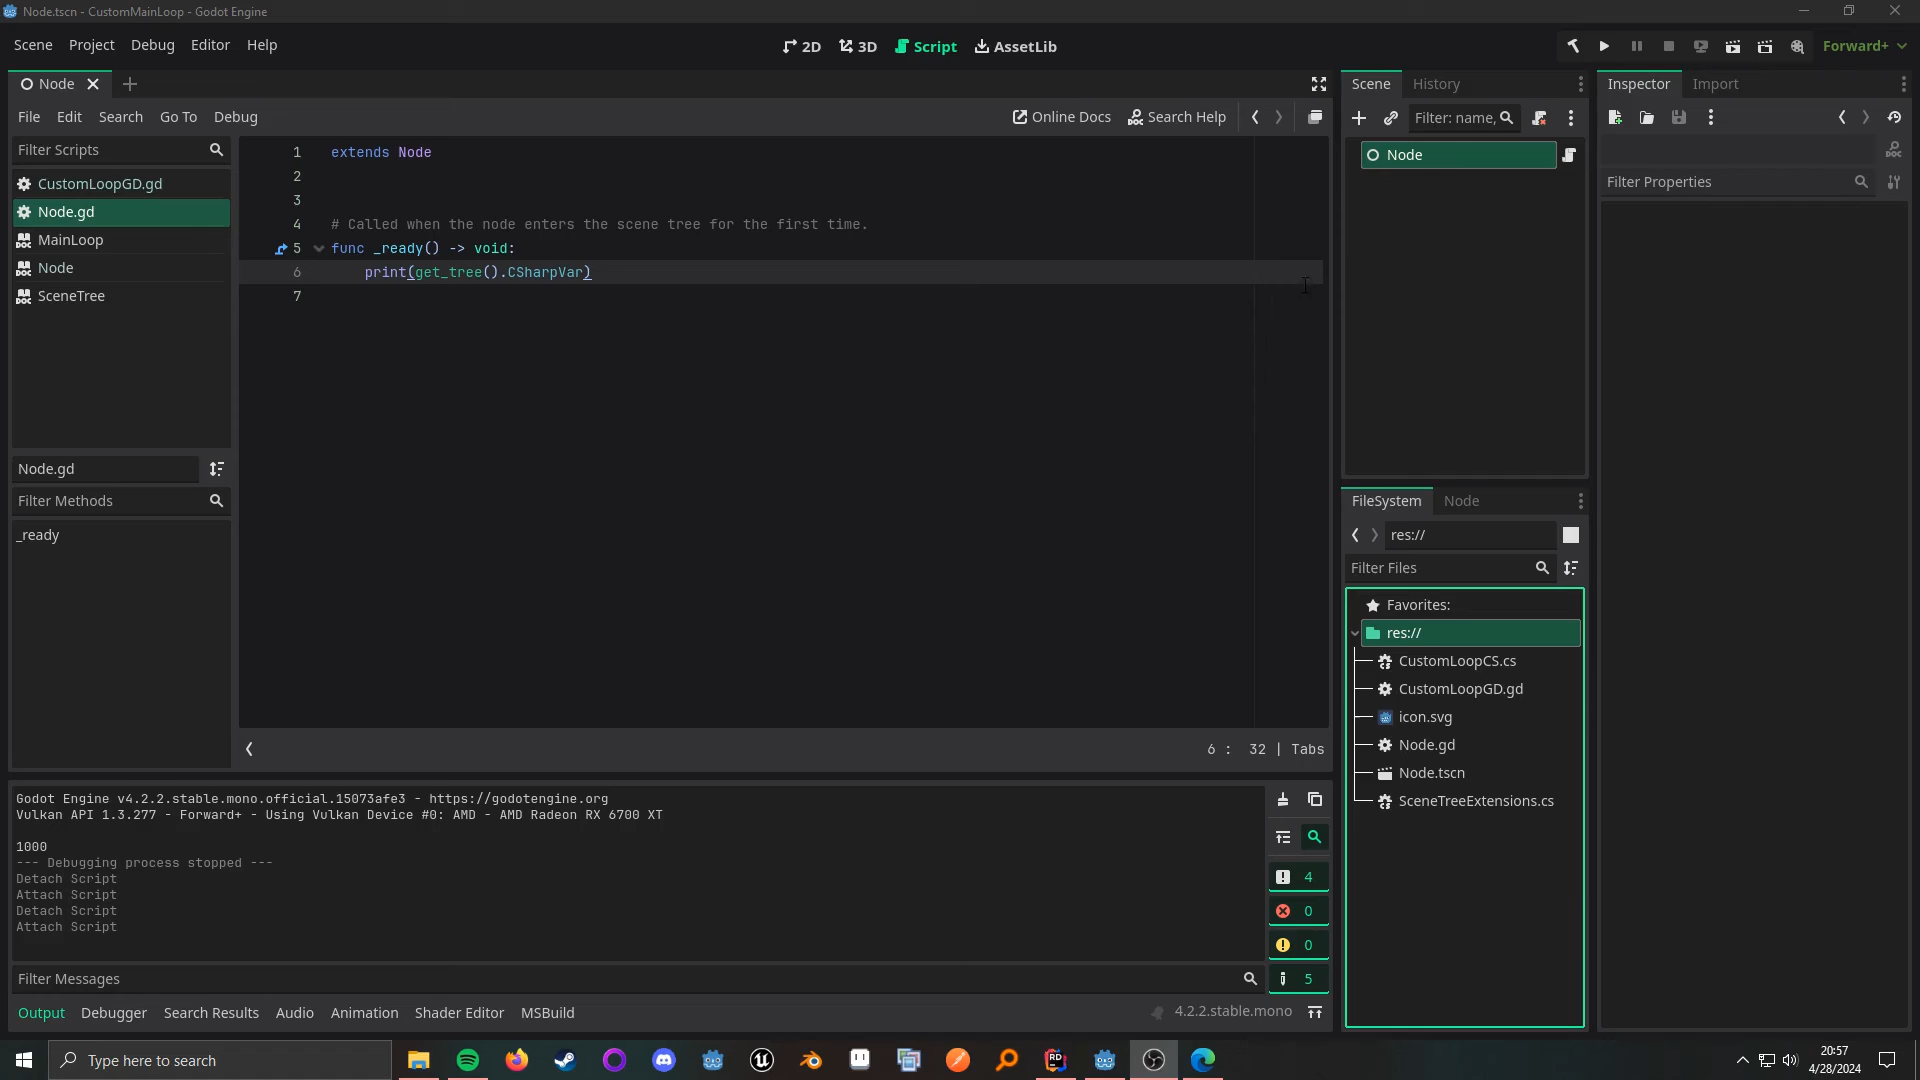 Node.tscn - CustomMainLoop - Godot Engine
Scene Project Debug Editor Help
2D 3D Script AssetLib
Forward+
Node
File Edit Search Go To Debug
Online Docs Search Help
Filter Scripts
CustomLoopGD.gd
Node.gd
MainLoop
Node
SceneTree
Node.gd
Filter Methods
_ready
1 extends Node
2
3
4 # Called when the node enters the scene tree for the first time.
5 func _ready() -> void:
6 print(get_tree().CSharpVar)
7
6 : 32 | Tabs
Godot Engine v4.2.2.stable.mono.official.15073afe3 - https://godotengine.org
Vulkan API 1.3.277 - Forward+ - Using Vulkan Device #0: AMD - AMD Radeon RX 6700 XT
1000
--- Debugging process stopped ---
Detach Script
Attach Script
Detach Script
Attach Script
4
0
0
5
Filter Messages
Output Debugger Search Results Audio Animation Shader Editor MSBuild
4.2.2.stable.mono
Scene History
Filter: name,
Node
FileSystem Node
res://
Filter Files
Favorites:
res://
CustomLoopCS.cs
CustomLoopGD.gd
icon.svg
Node.gd
Node.tscn
SceneTreeExtensions.cs
Inspector Import
DOC
Filter Properties
Type here to search
RD
20:57
4/28/2024